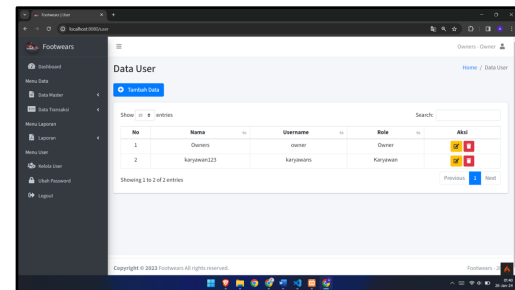 Footwears | User
localhost:8080/user
Footwears
Owners - Owner
Dashboard
Menu Data
Data Master
Data Transaksi
Menu Laporan
Laporan
Menu User
Kelola User
Ubah Password
Logout
Data User
Home / Data User
Tambah Data
Show 10 entries
Search:
No Nama Username Role Aksi
1 Owners owner Owner
2 karyawan123 karyawans Karyawan
Showing 1 to 2 of 2 entries
Previous 1 Next
Copyright © 2023 Footwears All rights reserved.
Footwears -